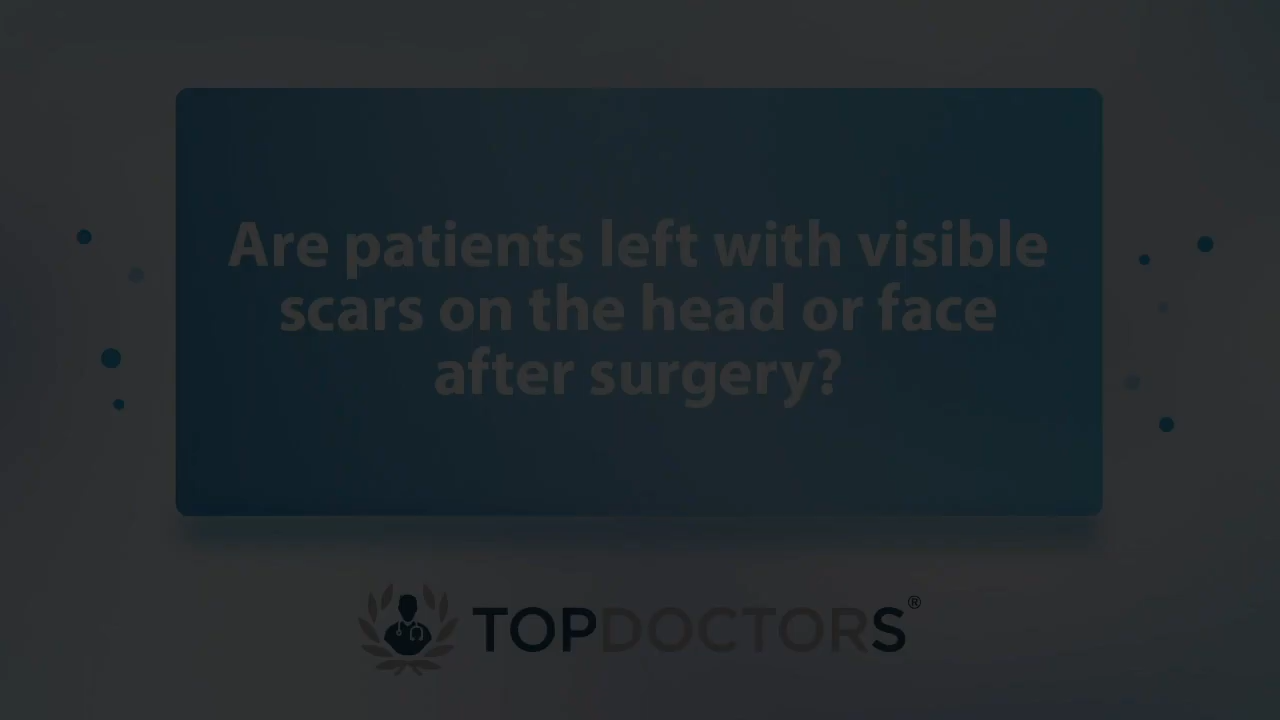 Are patients left with visible
scars on the head or face
after surgery?
TOPDOCTORS®